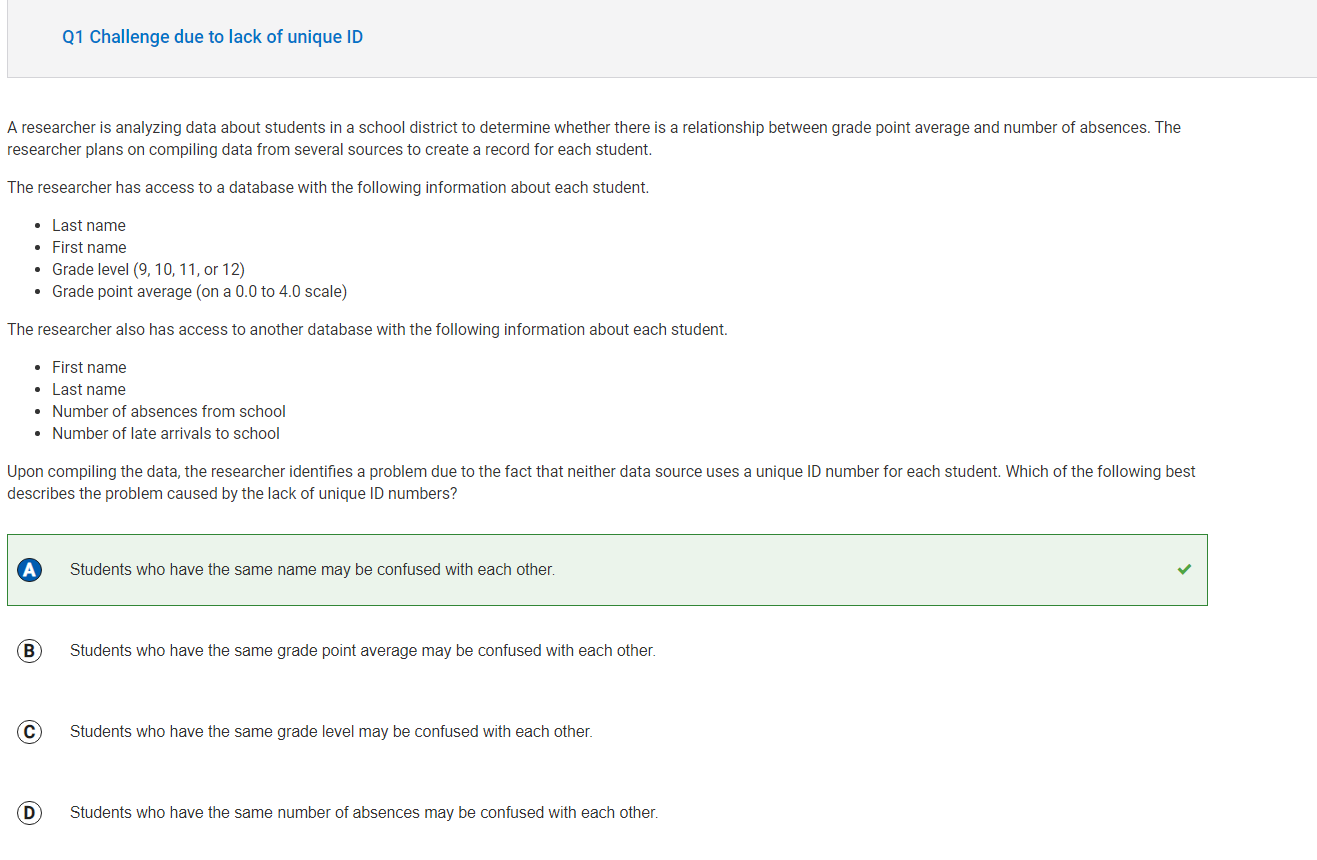 Q1 Challenge due to lack of unique ID
A researcher is analyzing data about students in a school district to determine whether there is a relationship between grade point average and number of absences. The
researcher plans on compiling data from several sources to create a record for each student.
The researcher has access to a database with the following information about each student.
• Last name
• First name
• Grade level (9, 10, 11, or 12)
• Grade point average (on a 0.0 to 4.0 scale)
The researcher also has access to another database with the following information about each student.
• First name
• Last name
• Number of absences from school
• Number of late arrivals to school
Upon compiling the data, the researcher identifies a problem due to the fact that neither data source uses a unique ID number for each student. Which of the following best
describes the problem caused by the lack of unique ID numbers?
A Students who have the same name may be confused with each other.
B Students who have the same grade point average may be confused with each other.
C Students who have the same grade level may be confused with each other.
D Students who have the same number of absences may be confused with each other.